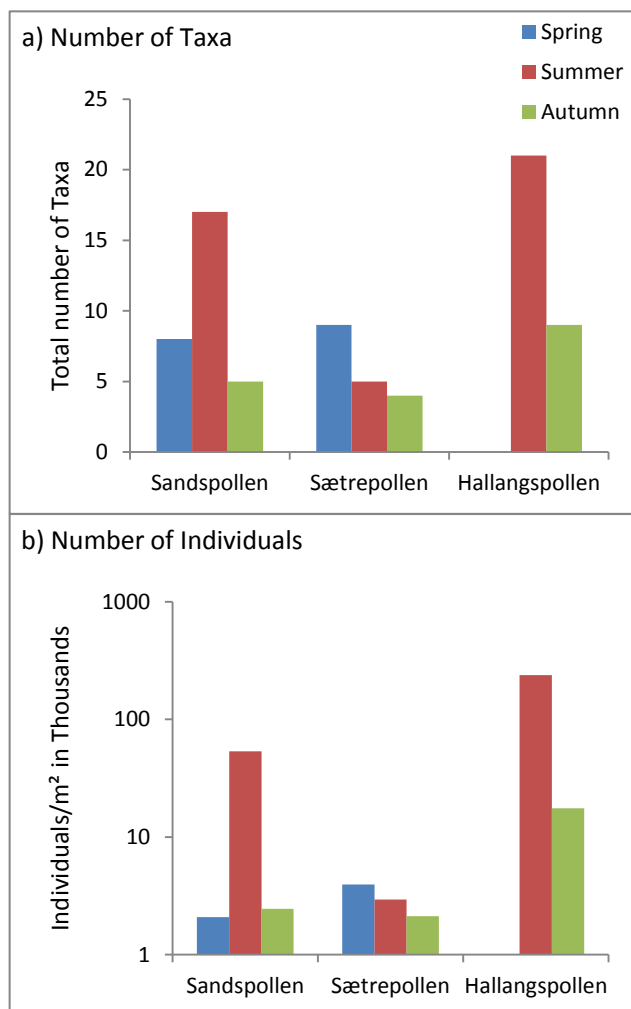 a) Number of Taxa
Spring
Summer
Autumn
Total number of Taxa
25
20
15
10
5
0
Sandspollen Sætrepollen Hallangspollen
b) Number of Individuals
Individuals/m² in Thousands
1000
100
10
1
Sandspollen Sætrepollen Hallangspollen